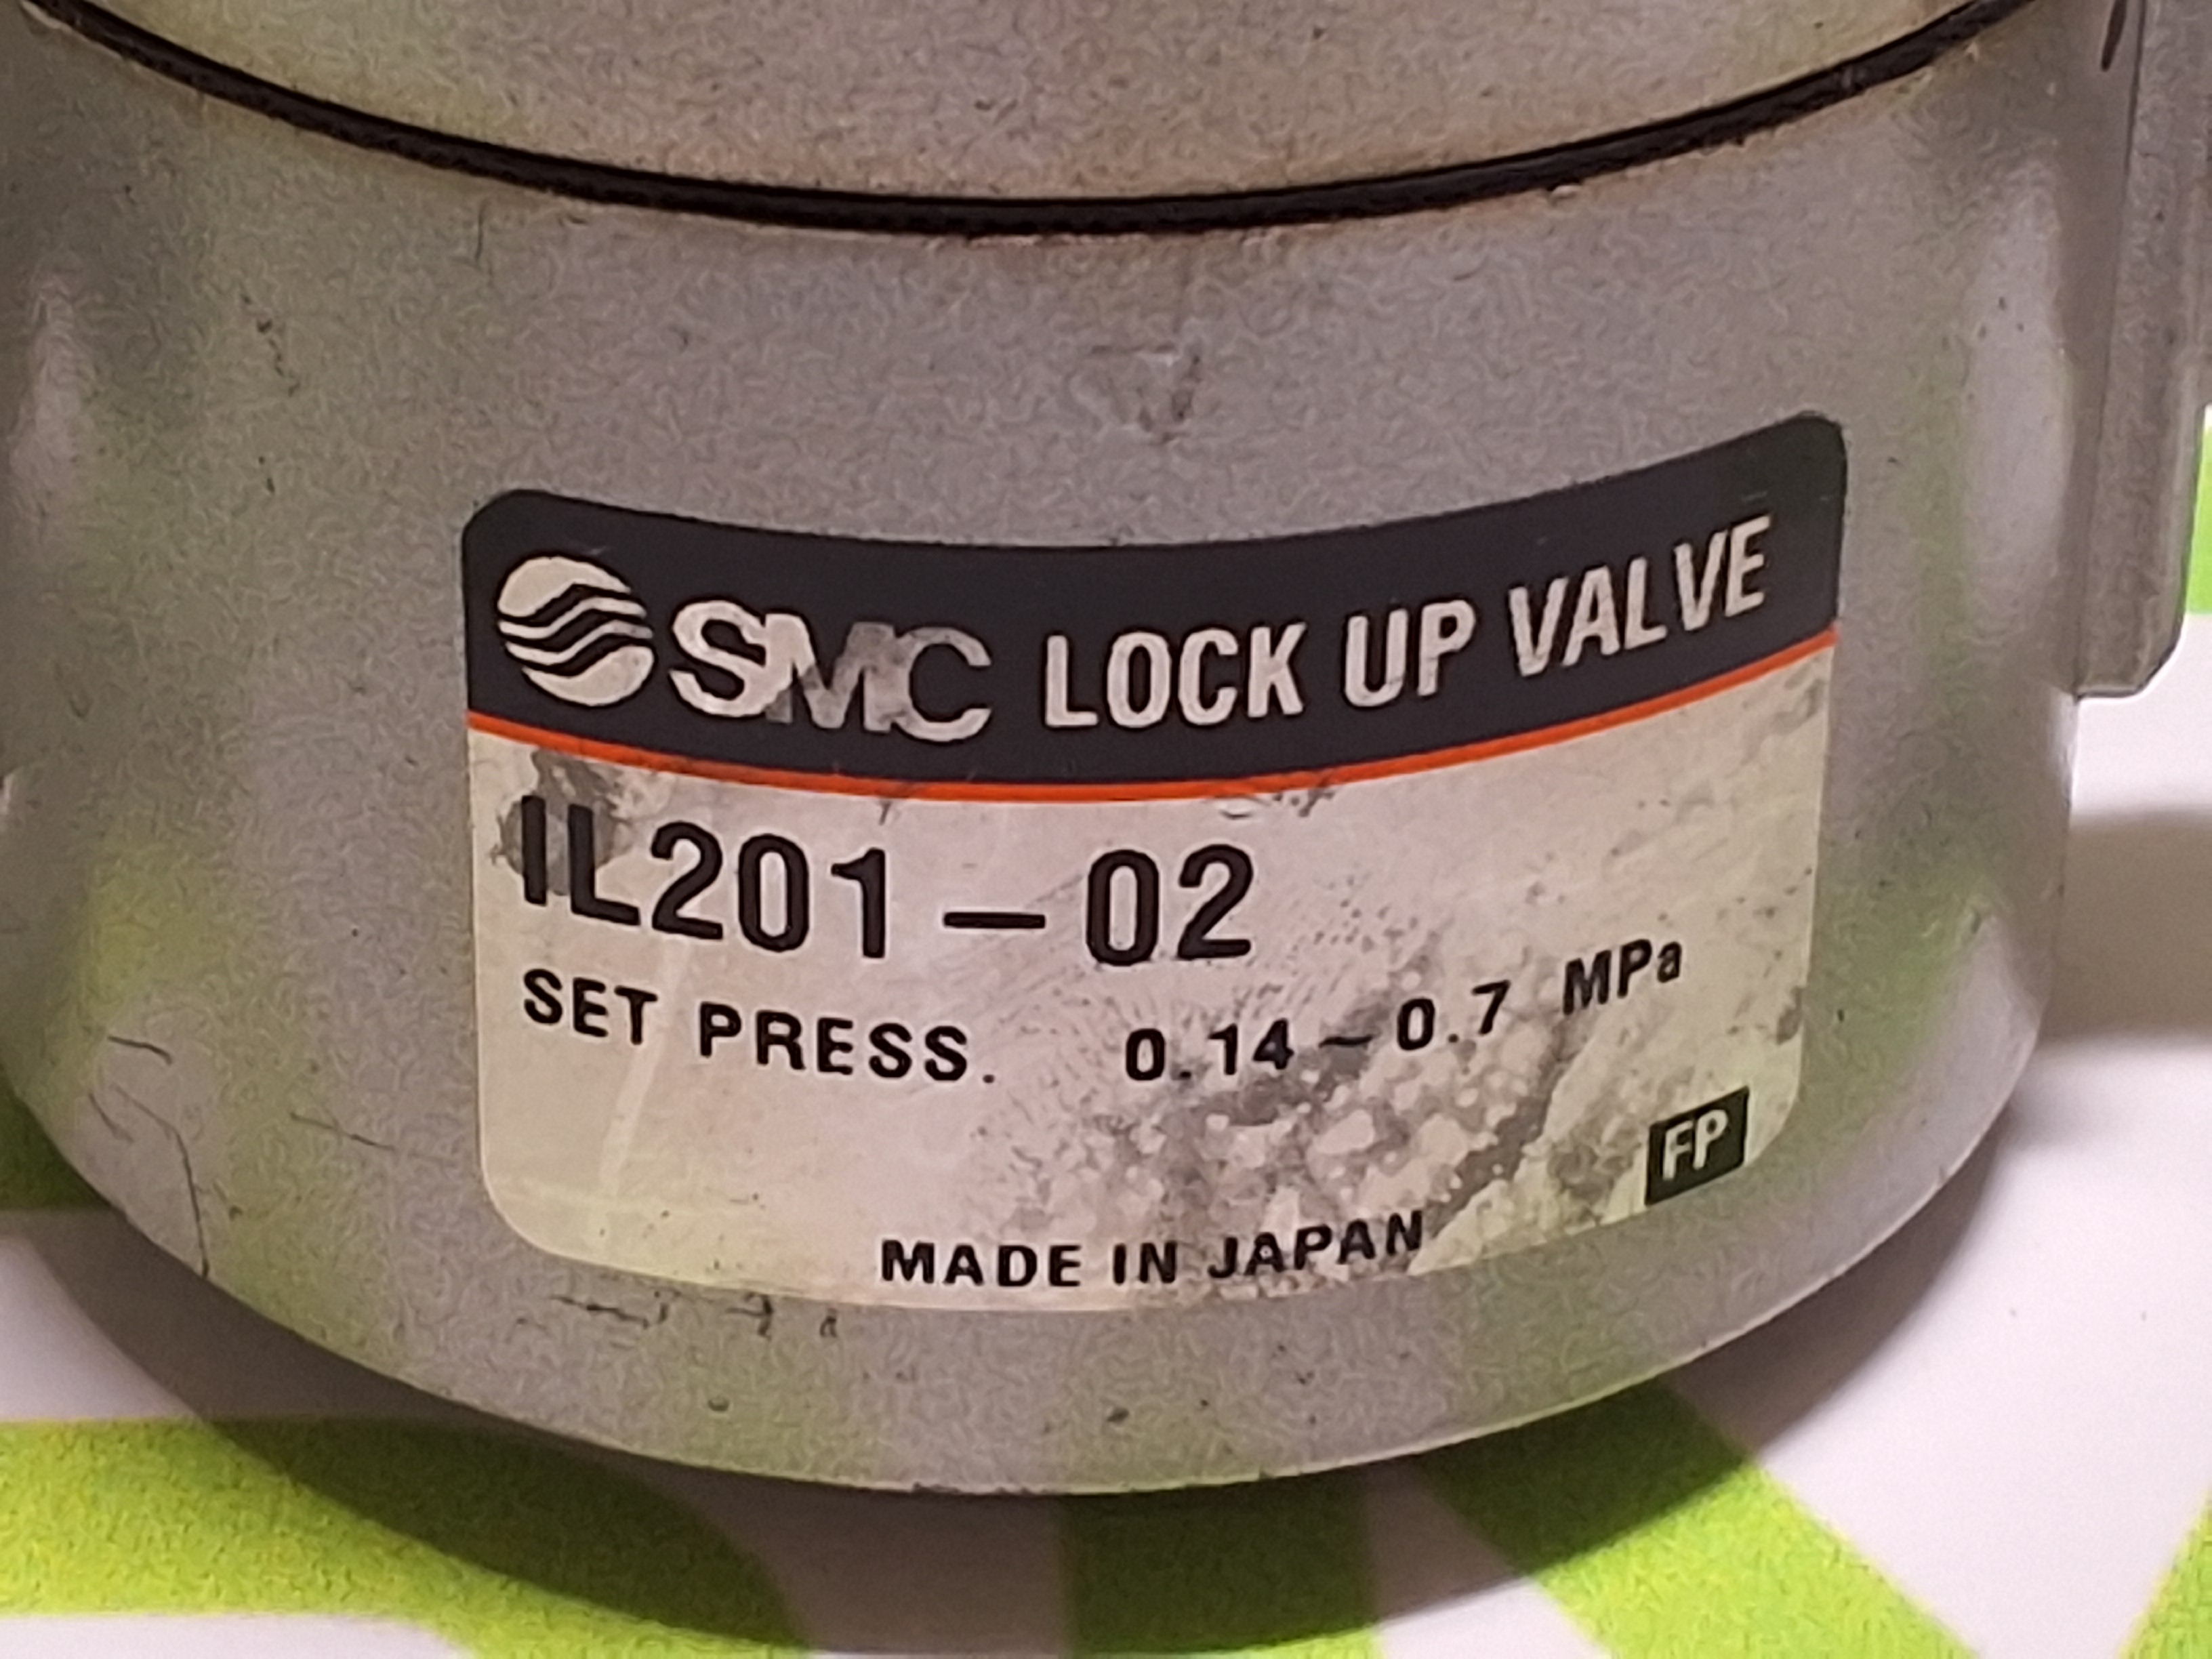 SMC LOCK UP VALVE
IL201-02
SET PRESS. 0.14~0.7 MPa
FP
MADE IN JAPAN